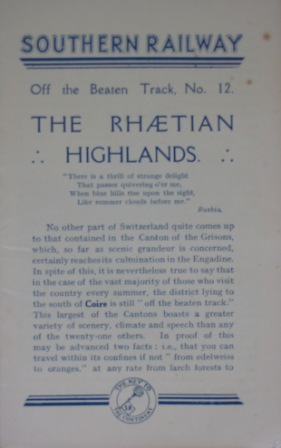 SOUTHERN RAILWAY
Off the Beaten Track, No. 12.
THE RHÆTIAN
∴ HIGHLANDS. ∴
"There is a thrill of strange delight
That passes quivering o'er me,
When blue hills rise upon the sight,
Like summer clouds before me."
Ruskin.
No other part of Switzerland quite comes up
to that contained in the Canton of the Grisons,
which, so far as scenic grandeur is concerned,
certainly reaches its culmination in the Engadine.
In spite of this, it is nevertheless true to say that
in the case of the vast majority of those who visit
the country every summer, the district lying to
the south of Coire is still "off the beaten track."
This largest of the Cantons boasts a greater
variety of scenery, climate and speech than any
of the twenty-one others. In proof of this
may be advanced two facts: i.e., that you can
travel within its confines if not "from edelweiss
to oranges," at any rate from larch forests to
THE KEY TO
THE CONTINENT